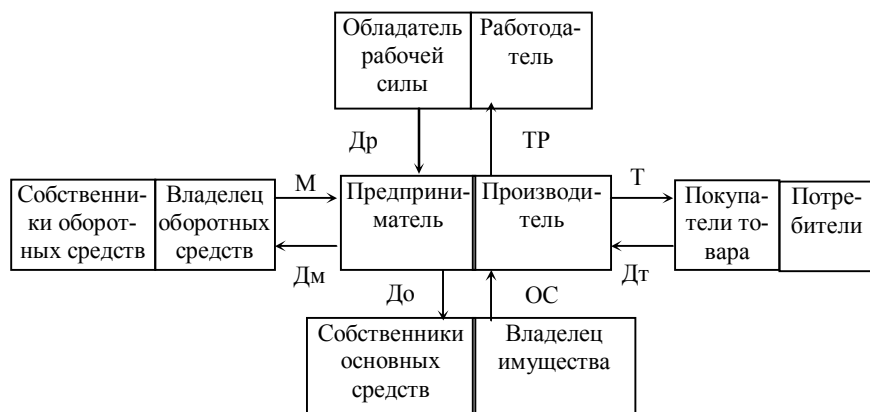 Обладатель
рабочей
силы
Работода-
тель
Др
ТР
Собственни-
ки оборот-
ных средств
Владелец
оборотных
средств
М
Дм
Предприни-
матель
Производи-
тель
Т
Дт
Покупа-
тели то-
вара
Потре-
бители
До
ОС
Собственники
основных
средств
Владелец
имущества